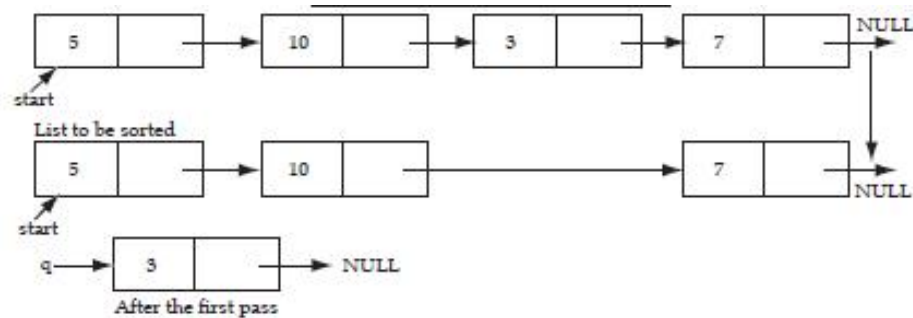 5 10 3 7 NULL
start
List to be sorted
5 10 7 NULL
start
q 3 NULL
After the first pass